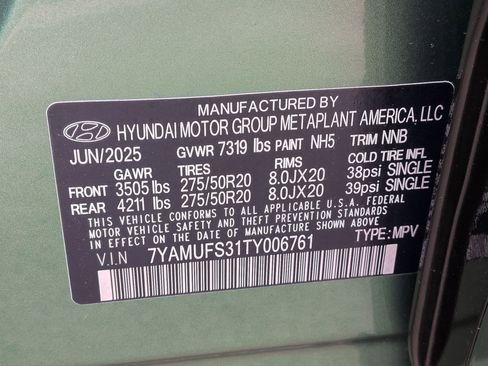 MANUFACTURED BY
HYUNDAI MOTOR GROUP METAPLANT AMERICA, LLC
JUN/2025 GVWR 7319 lbs PAINT NH5 TRIM NNB
GAWR TIRES RIMS COLD TIRE INFL
FRONT 3505 lbs 275/50R20 8.0JX20 38psi SINGLE
REAR 4211 lbs 275/50R20 8.0JX20 39psi SINGLE
THIS VEHICLE CONFORMS TO ALL APPLICABLE U.S.A. FEDERAL
MOTOR VEHICLE SAFETY AND THEFT PREVENTION STANDARDS
IN EFFECT ON THE DATE OF MANUFACTURE SHOWN ABOVE.
V.I.N 7YAMUFS31TY006761 TYPE: MPV